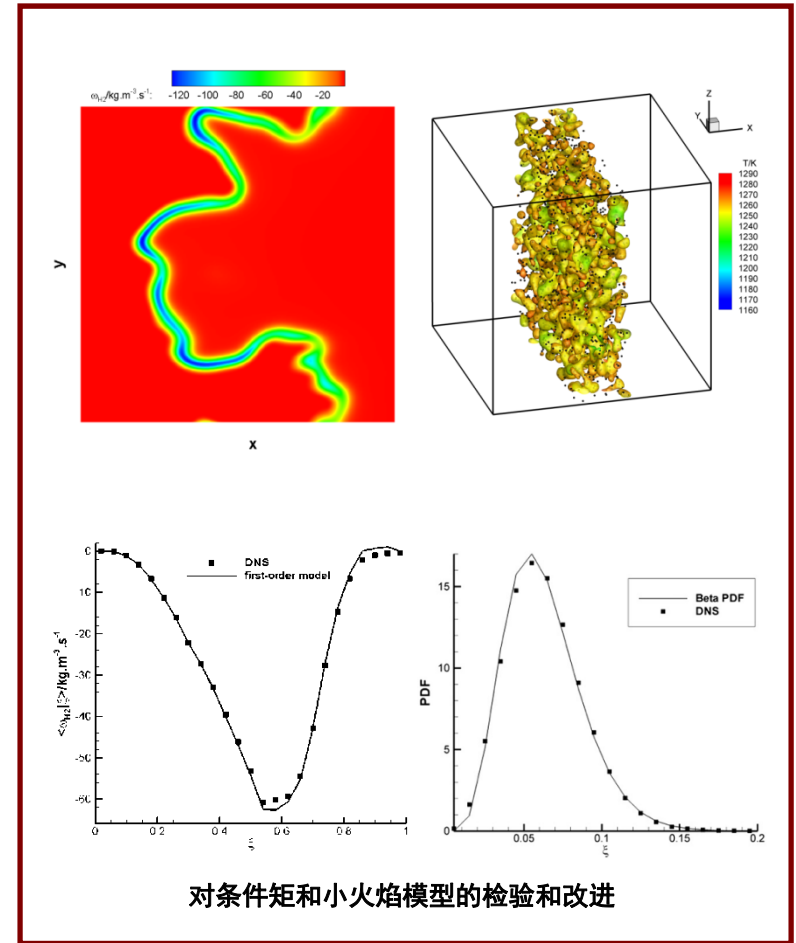 ω_H2/kg.m⁻³.s⁻¹: -120 -100 -80 -60 -40 -20
y
x
Z
Y
X
T/K
1290
1280
1270
1260
1250
1240
1230
1220
1210
1200
1190
1180
1170
1160
0
-10
-20
-30
-40
-50
-60
<ω_H2|ξ>/kg.m⁻³.s⁻¹
DNS
first-order model
0 0.2 0.4 0.6 0.8 1
ξ
15
10
5
0
PDF
Beta PDF
DNS
0.05 0.1 0.15 0.2
ξ
对条件矩和小火焰模型的检验和改进